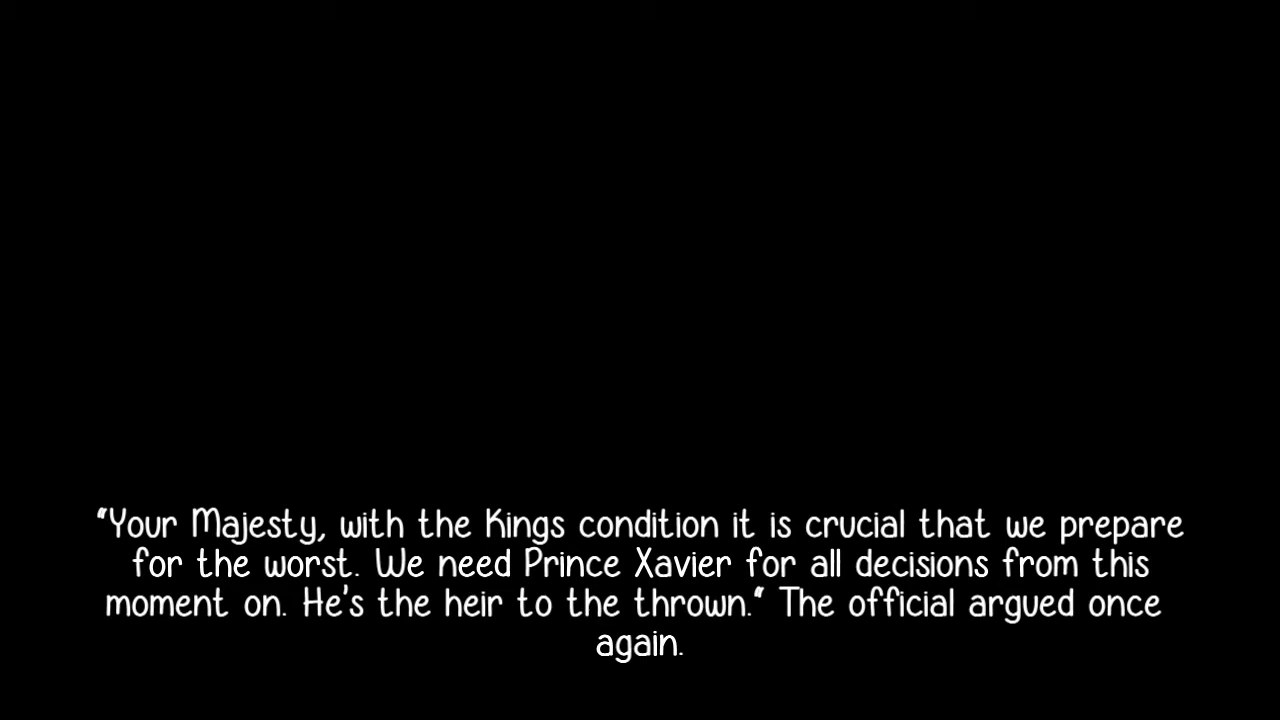 "Your Majesty, with the Kings condition it is crucial that we prepare
for the worst. We need Prince Xavier for all decisions from this
moment on. He's the heir to the thrown." The official argued once
again.